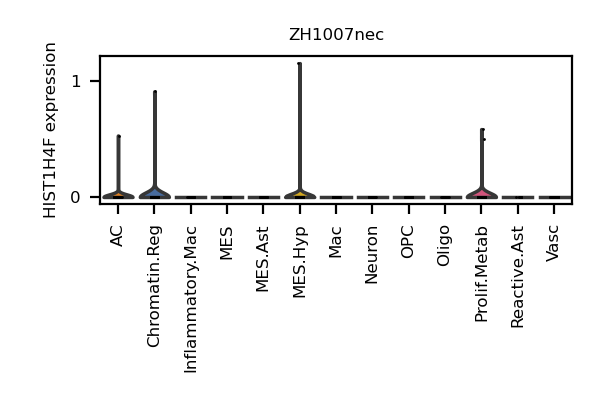 ZH1007nec
HIST1H4F expression
1
0
AC
Chromatin.Reg
Inflammatory.Mac
MES
MES.Ast
MES.Hyp
Mac
Neuron
OPC
Oligo
Prolif.Metab
Reactive.Ast
Vasc